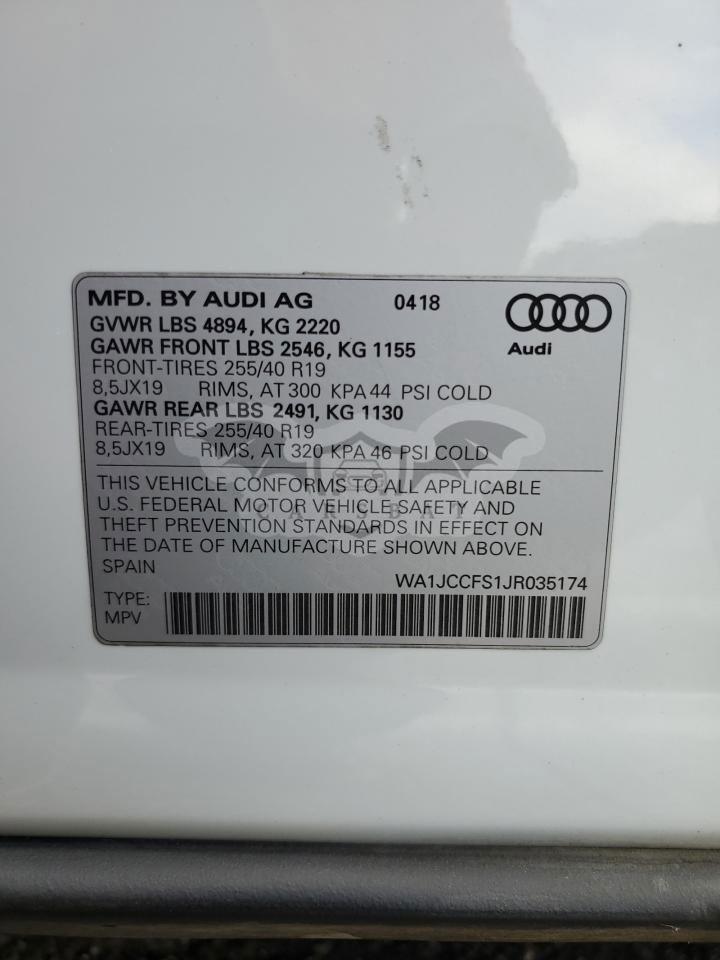 MFD. BY AUDI AG 0418
GVWR LBS 4894, KG 2220
GAWR FRONT LBS 2546, KG 1155
Audi
FRONT-TIRES 255/40 R19
8,5JX19 RIMS, AT 300 KPA 44 PSI COLD
GAWR REAR LBS 2491, KG 1130
REAR-TIRES 255/40 R19
8,5JX19 RIMS, AT 320 KPA 46 PSI COLD
THIS VEHICLE CONFORMS TO ALL APPLICABLE
U.S. FEDERAL MOTOR VEHICLE SAFETY AND
CAROBAT
THEFT PREVENTION STANDARDS IN EFFECT ON
THE DATE OF MANUFACTURE SHOWN ABOVE.
SPAIN WA1JCCFS1JR035174
TYPE:
MPV